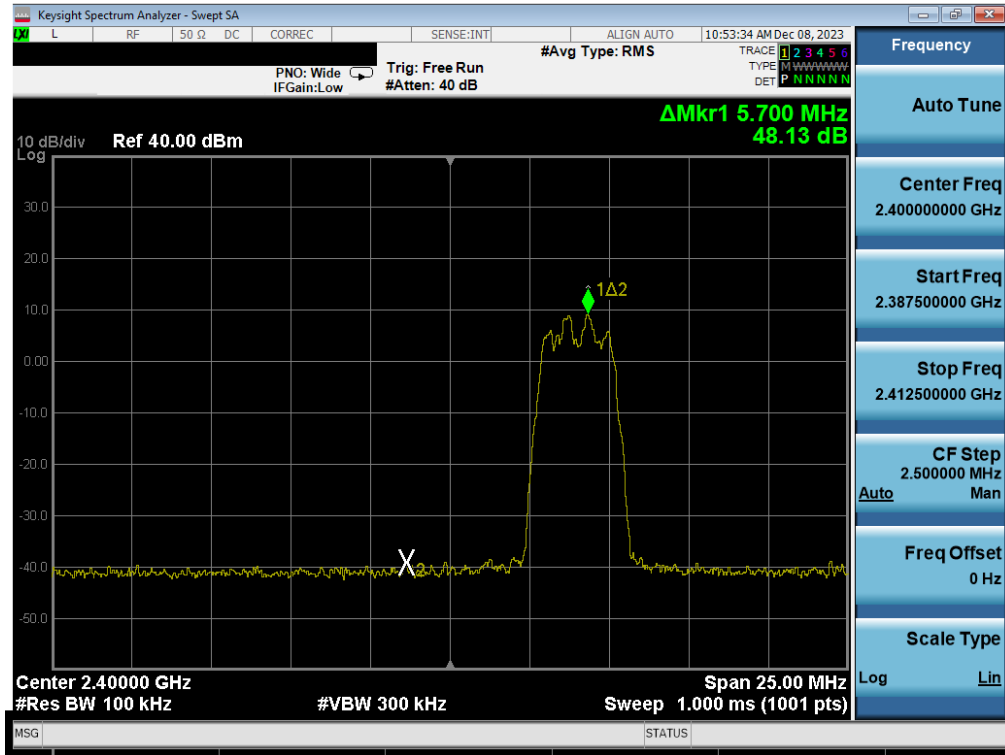 Keysight Spectrum Analyzer - Swept SA
LXI L RF 50 Ω DC CORREC SENSE:INT ALIGN AUTO 10:53:34 AM Dec 08, 2023
#Avg Type: RMS
TRACE 1 2 3 4 5 6
TYPE M WWWWW
DET P N N N N N
PNO: Wide
IFGain:Low
Trig: Free Run
#Atten: 40 dB
ΔMkr1 5.700 MHz
48.13 dB
10 dB/div Ref 40.00 dBm
Log
30.0
20.0
10.0
0.00
-10.0
-20.0
-30.0
-40.0
-50.0
1Δ2
X2
Center 2.40000 GHz Span 25.00 MHz
#Res BW 100 kHz #VBW 300 kHz Sweep 1.000 ms (1001 pts)
MSG STATUS
Frequency
Auto Tune
Center Freq
2.400000000 GHz
Start Freq
2.387500000 GHz
Stop Freq
2.412500000 GHz
CF Step
2.500000 MHz
Auto Man
Freq Offset
0 Hz
Scale Type
Log Lin